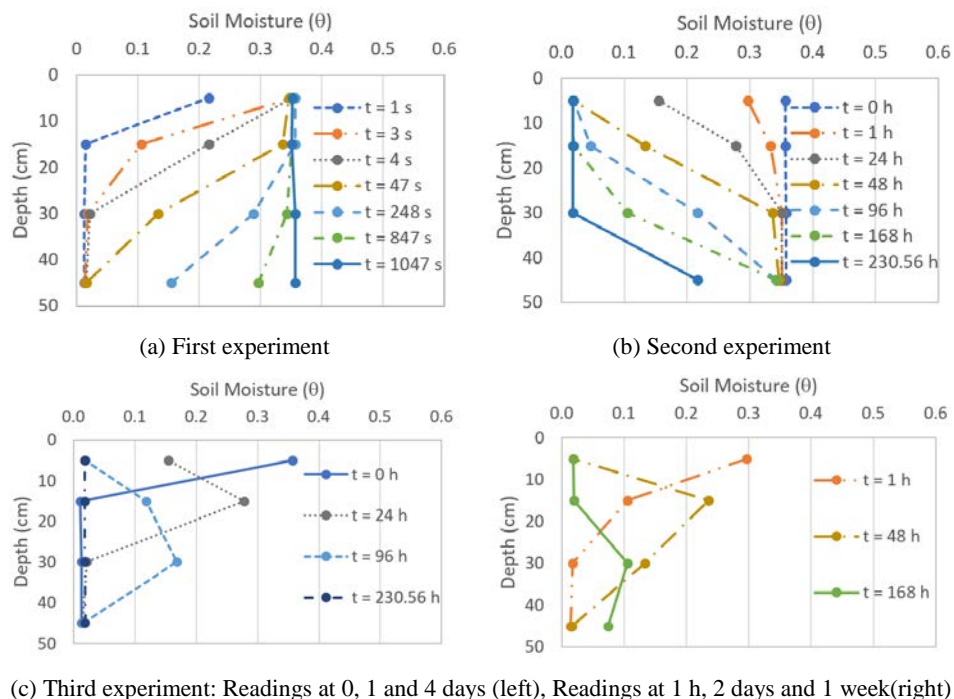 Soil Moisture (θ)
0 0.1 0.2 0.3 0.4 0.5 0.6
0
10
20
30
40
50
Depth (cm)
t = 1 s
t = 3 s
t = 4 s
t = 47 s
t = 248 s
t = 847 s
t = 1047 s
(a) First experiment
Soil Moisture (θ)
0.0 0.1 0.2 0.3 0.4 0.5 0.6
0
10
20
30
40
50
Depth (cm)
t = 0 h
t = 1 h
t = 24 h
t = 48 h
t = 96 h
t = 168 h
t = 230.56 h
(b) Second experiment
Soil Moisture (θ)
0.0 0.1 0.2 0.3 0.4 0.5 0.6
0
10
20
30
40
50
Depth (cm)
t = 0 h
t = 24 h
t = 96 h
t = 230.56 h
Soil Moisture (θ)
0.0 0.1 0.2 0.3 0.4 0.5 0.6
0
10
20
30
40
50
Depth (cm)
t = 1 h
t = 48 h
t = 168 h
(c) Third experiment: Readings at 0, 1 and 4 days (left), Readings at 1 h, 2 days and 1 week(right)